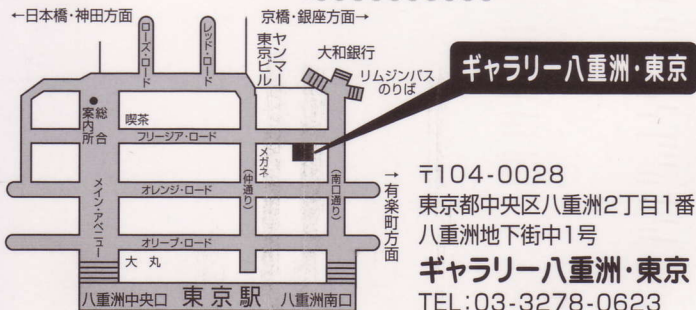 ←日本橋・神田方面
京橋・銀座方面→
ローズ・ロード
レッド・ロード
ヤンマー
東京ビル
大和銀行
リムジンバス
のりば
ギャラリー八重洲・東京
総合
案内所
喫茶
フリージア・ロード
メガネ
メイン・アベニュー
オレンジ・ロード
(仲通り)
(南口通り)
→有楽町方面
オリーブ・ロード
大丸
八重洲中央口
東京駅
八重洲南口
〒104-0028
東京都中央区八重洲2丁目1番
八重洲地下街中1号
ギャラリー八重洲・東京
TEL:03-3278-0623